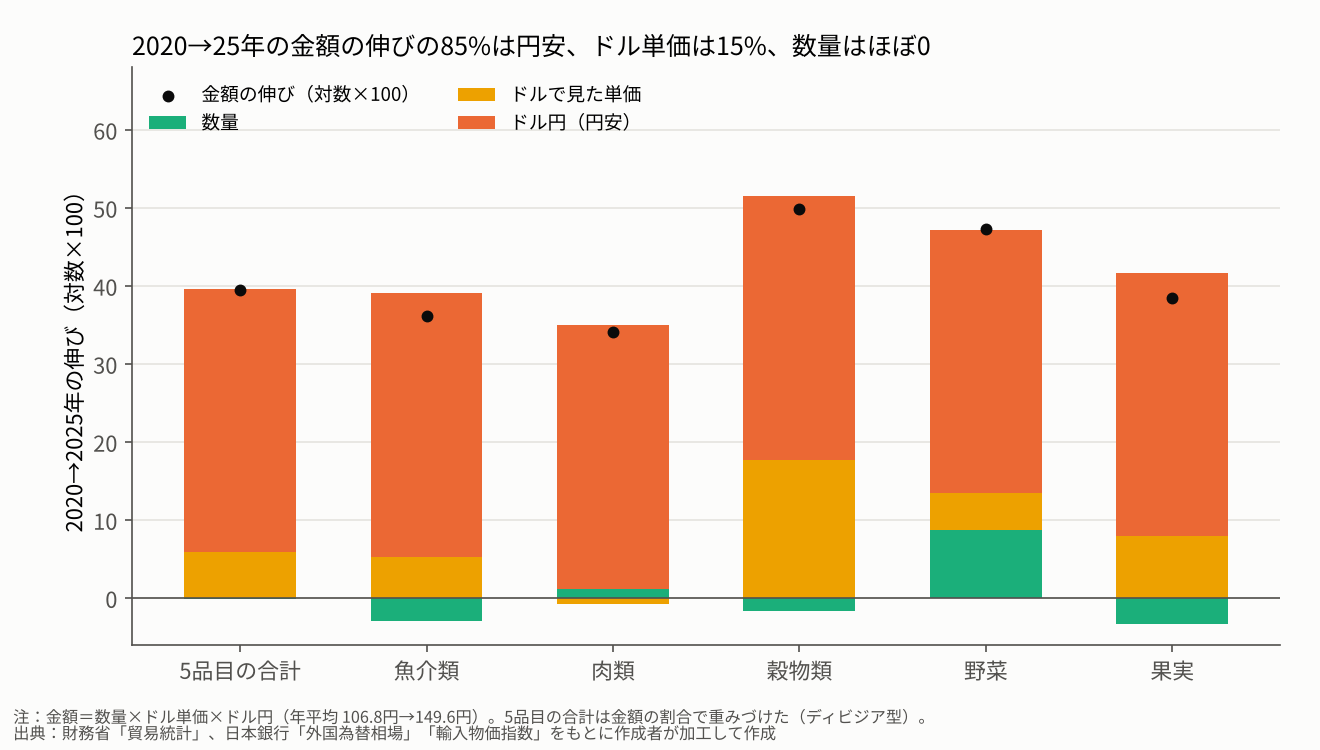 2020→25年の金額の伸びの85%は円安、ドル単価は15%、数量はほぼ0
金額の伸び（対数×100）
数量
ドルで見た単価
ドル円（円安）
2020→2025年の伸び（対数×100）
60
50
40
30
20
10
0
5品目の合計
魚介類
肉類
穀物類
野菜
果実
注：金額＝数量×ドル単価×ドル円（年平均 106.8円→149.6円）。5品目の合計は金額の割合で重みづけた（ディビジア型）。
出典：財務省「貿易統計」、日本銀行「外国為替相場」「輸入物価指数」をもとに作成者が加工して作成